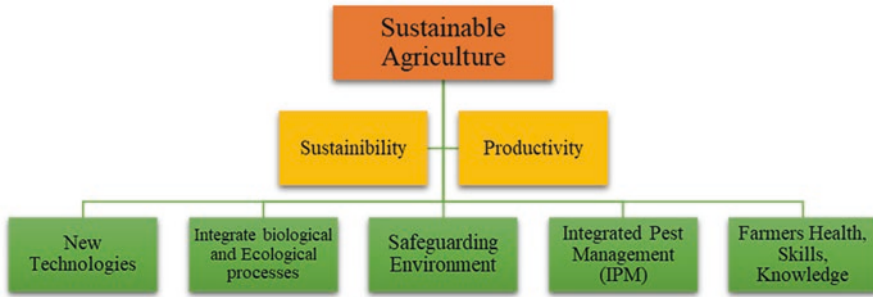 Sustainable
Agriculture
Sustainibility
Productivity
New
Technologies
Integrate biological
and Ecological
processes
Safeguarding
Environment
Integrated Pest
Management
(IPM)
Farmers Health,
Skills,
Knowledge